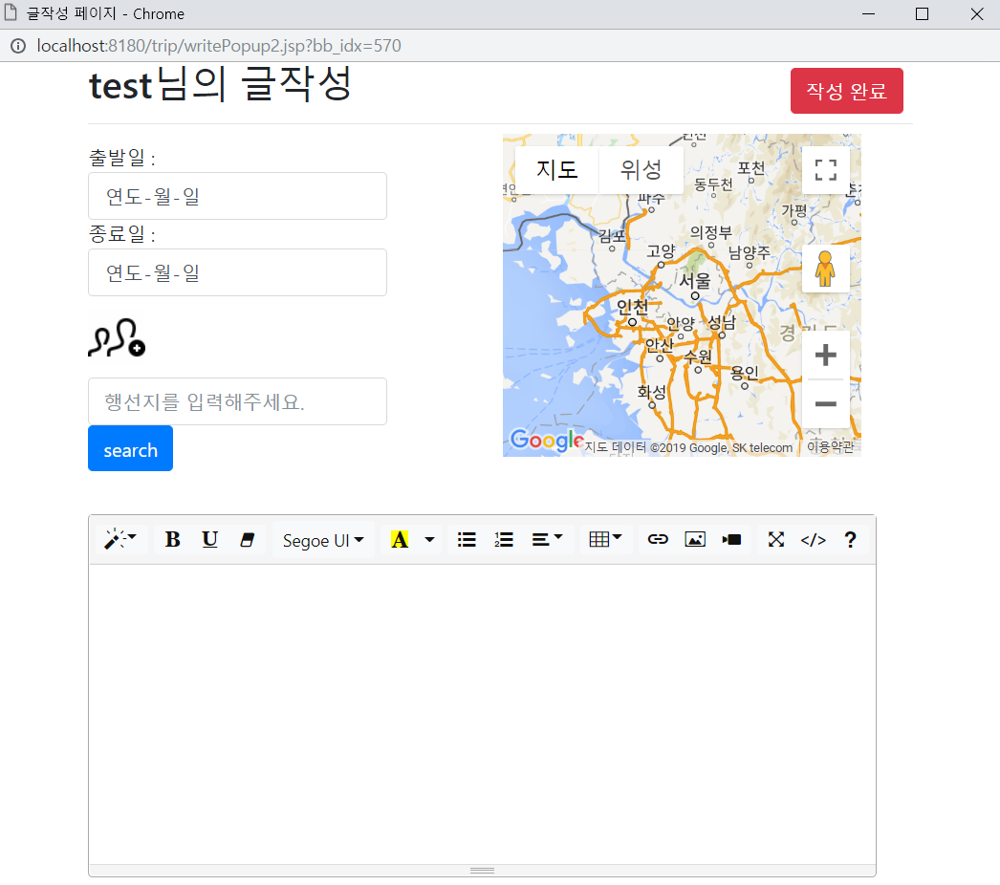 글작성 페이지 - Chrome
localhost:8180/trip/writePopup2.jsp?bb_idx=570
test님의 글작성
작성 완료
출발일 :
연도-월-일
종료일 :
연도-월-일
행선지를 입력해주세요.
search
지도 위성
포천
동두천
파주
가평
김포
의정부
고양
남양주
서울
인천
안양 성남
안산
수원
용인
화성
Google
지도 데이터 ©2019 Google, SK telecom 이용약관
B U Segoe UI A </> ?